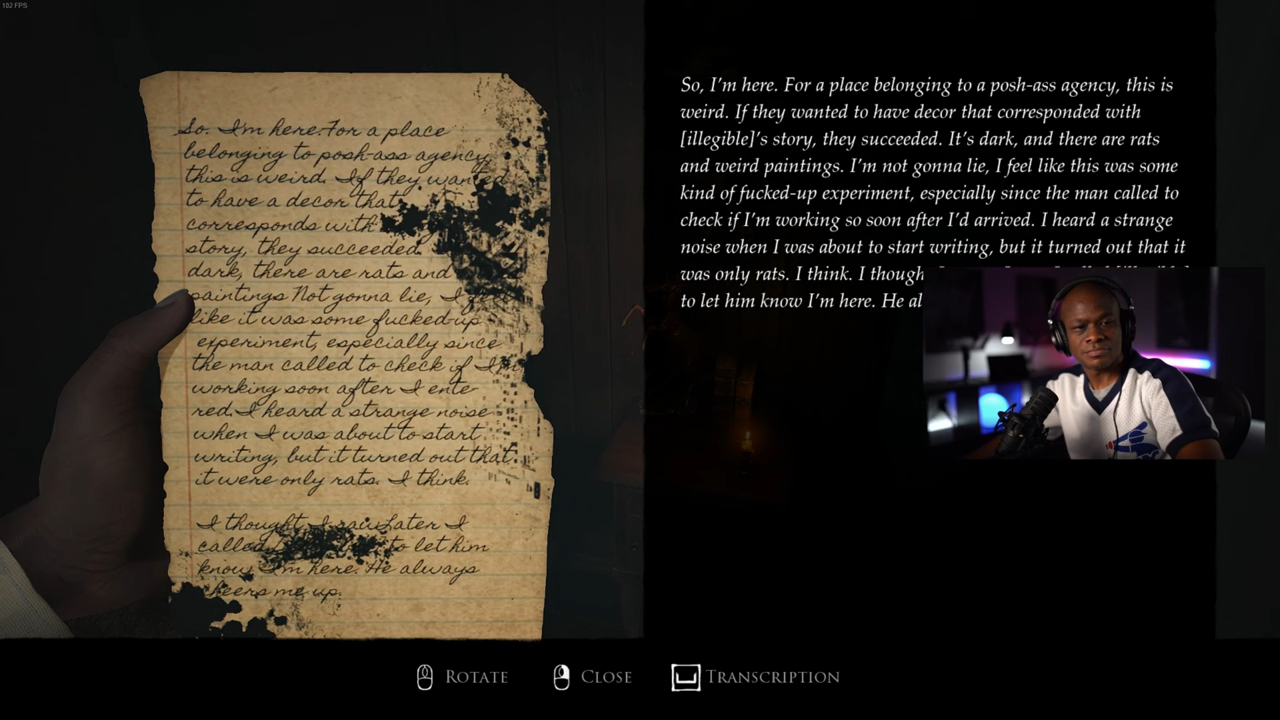 102 FPS
So. I'm here. For a place
belonging to posh-ass agency,
this is weird. If they wanted
to have a decor that
corresponds with
story, they succeeded.
dark, there are rats and
paintings Not gonna lie, I
like it was some fucked-up
experiment, especially since
the man called to check if I'm
working soon after I ente
red. I heard a strange noise
when I was about to start
writing, but it turned out that
it were only rats. I think.
I thought I saw later I
called to let him
know I'm here. He always
cheers me up.
So, I'm here. For a place belonging to a posh-ass agency, this is
weird. If they wanted to have decor that corresponded with
[illegible]'s story, they succeeded. It's dark, and there are rats
and weird paintings. I'm not gonna lie, I feel like this was some
kind of fucked-up experiment, especially since the man called to
check if I'm working so soon after I'd arrived. I heard a strange
noise when I was about to start writing, but it turned out that it
was only rats. I think. I though
to let him know I'm here. He al
ROTATE CLOSE TRANSCRIPTION